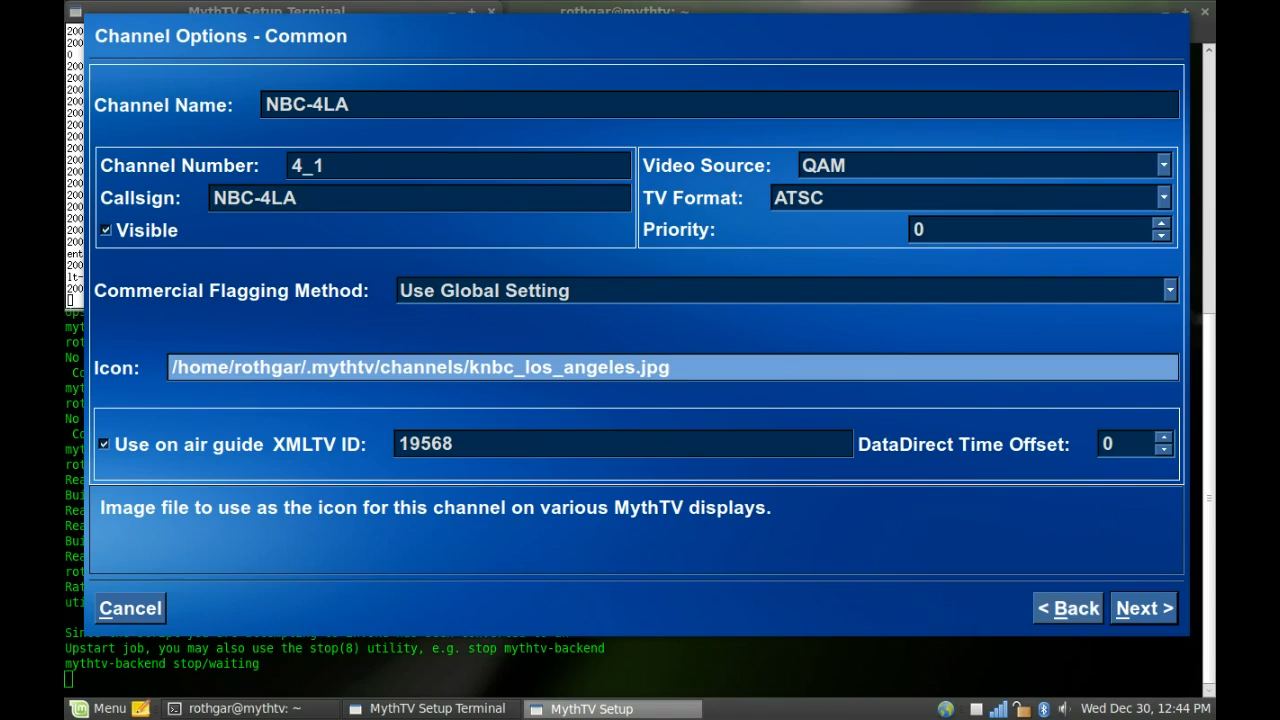 MythTV Setup Terminal
rothgar@mythtv: ~
Channel Options - Common
Channel Name: NBC-4LA
Channel Number: 4_1
Video Source: QAM
Callsign: NBC-4LA
TV Format: ATSC
Visible
Priority: 0
Commercial Flagging Method: Use Global Setting
Icon: /home/rothgar/.mythtv/channels/knbc_los_angeles.jpg
Use on air guide XMLTV ID: 19568 DataDirect Time Offset: 0
Image file to use as the icon for this channel on various MythTV displays.
Cancel < Back Next >
Upstart job, you may also use the stop(8) utility, e.g. stop mythtv-backend
mythtv-backend stop/waiting
Menu rothgar@mythtv: ~ MythTV Setup Terminal MythTV Setup Wed Dec 30, 12:44 PM